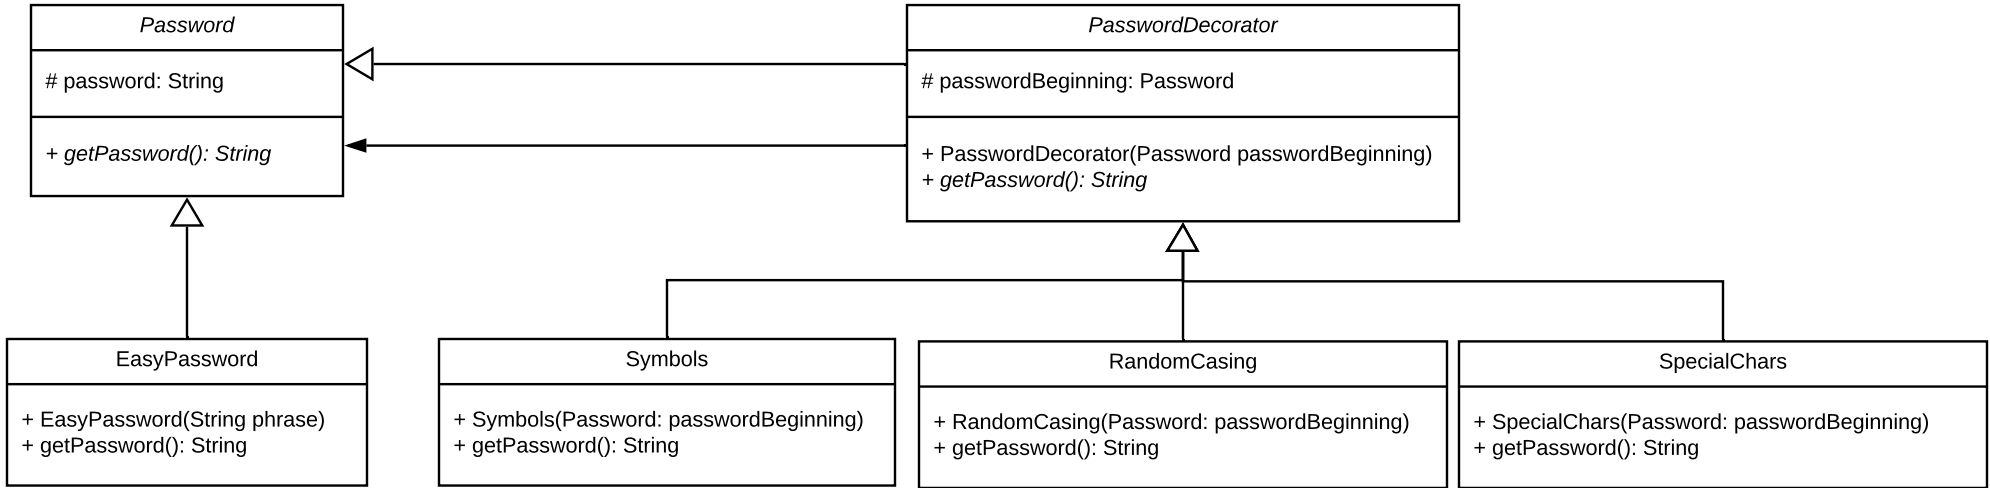 Password
# password: String
+ getPassword(): String
PasswordDecorator
# passwordBeginning: Password
+ PasswordDecorator(Password passwordBeginning)
+ getPassword(): String
EasyPassword
+ EasyPassword(String phrase)
+ getPassword(): String
Symbols
+ Symbols(Password: passwordBeginning)
+ getPassword(): String
RandomCasing
+ RandomCasing(Password: passwordBeginning)
+ getPassword(): String
SpecialChars
+ SpecialChars(Password: passwordBeginning)
+ getPassword(): String